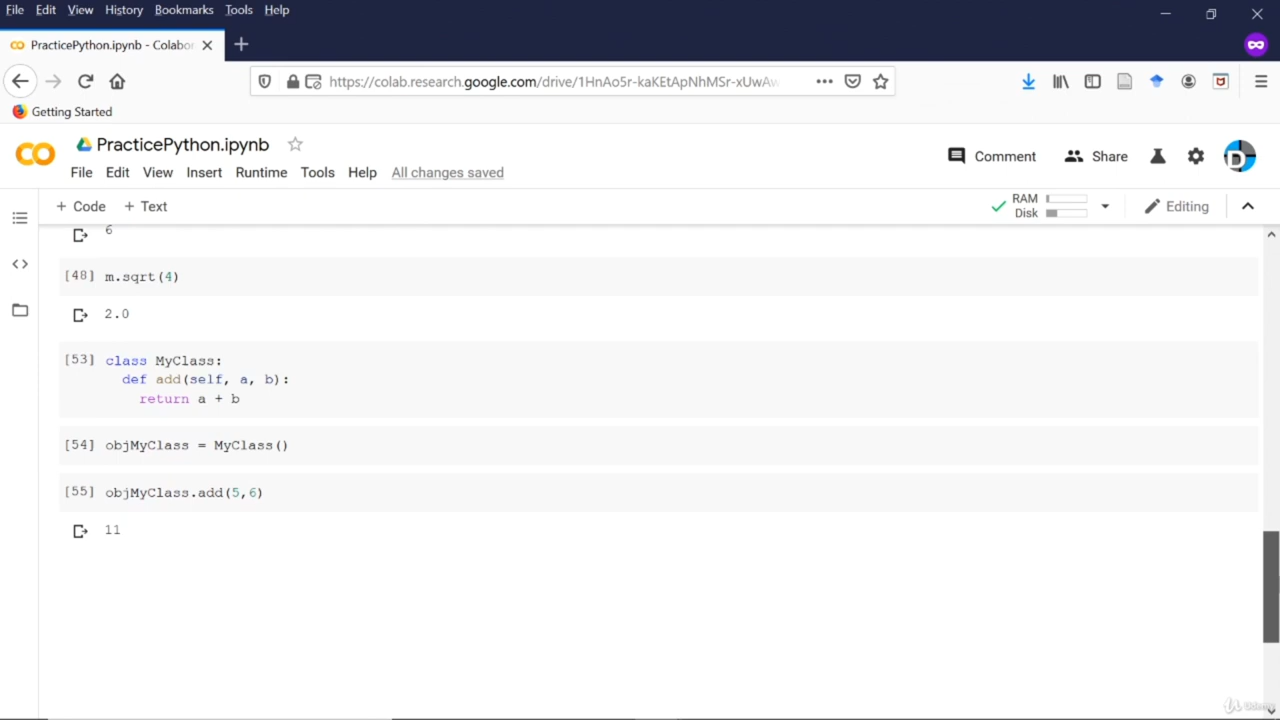 File Edit View History Bookmarks Tools Help
PracticePython.ipynb - Colabor
https://colab.research.google.com/drive/1HnAo5r-kaKEtApNhMSr-xUwAw
Getting Started
PracticePython.ipynb
Comment Share
File Edit View Insert Runtime Tools Help All changes saved
+ Code + Text
RAM
Disk
Editing
6
[48] m.sqrt(4)
2.0
[53] class MyClass:
def add(self, a, b):
return a + b
[54] objMyClass = MyClass()
[55] objMyClass.add(5,6)
11
Udemy